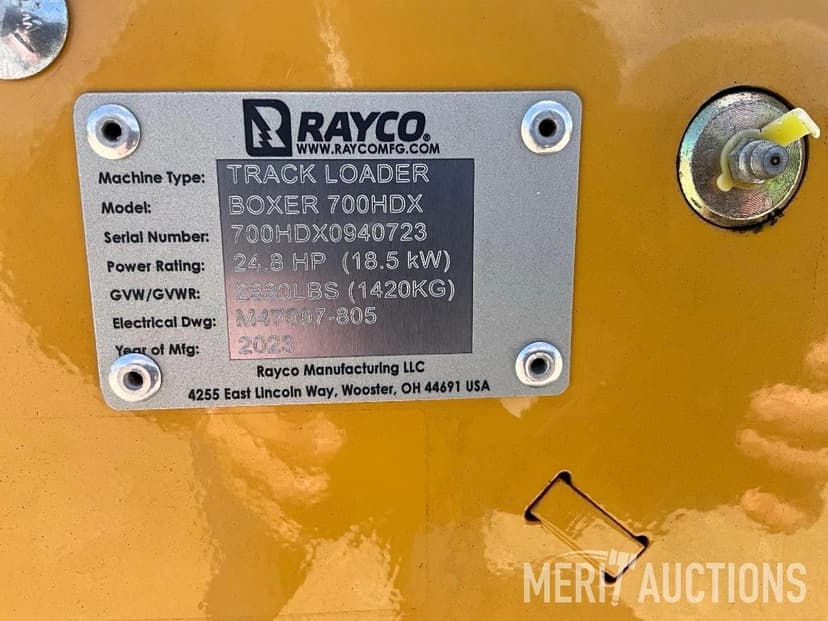 RAYCO®
WWW.RAYCOMFG.COM
Machine Type: TRACK LOADER
Model: BOXER 700HDX
Serial Number: 700HDX0940723
Power Rating: 24.8 HP (18.5 kW)
GVW/GVWR: (1420KG)
Electrical Dwg:
Year of Mfg: 2023
Rayco Manufacturing LLC
4255 East Lincoln Way, Wooster, OH 44691 USA
MERIT AUCTIONS